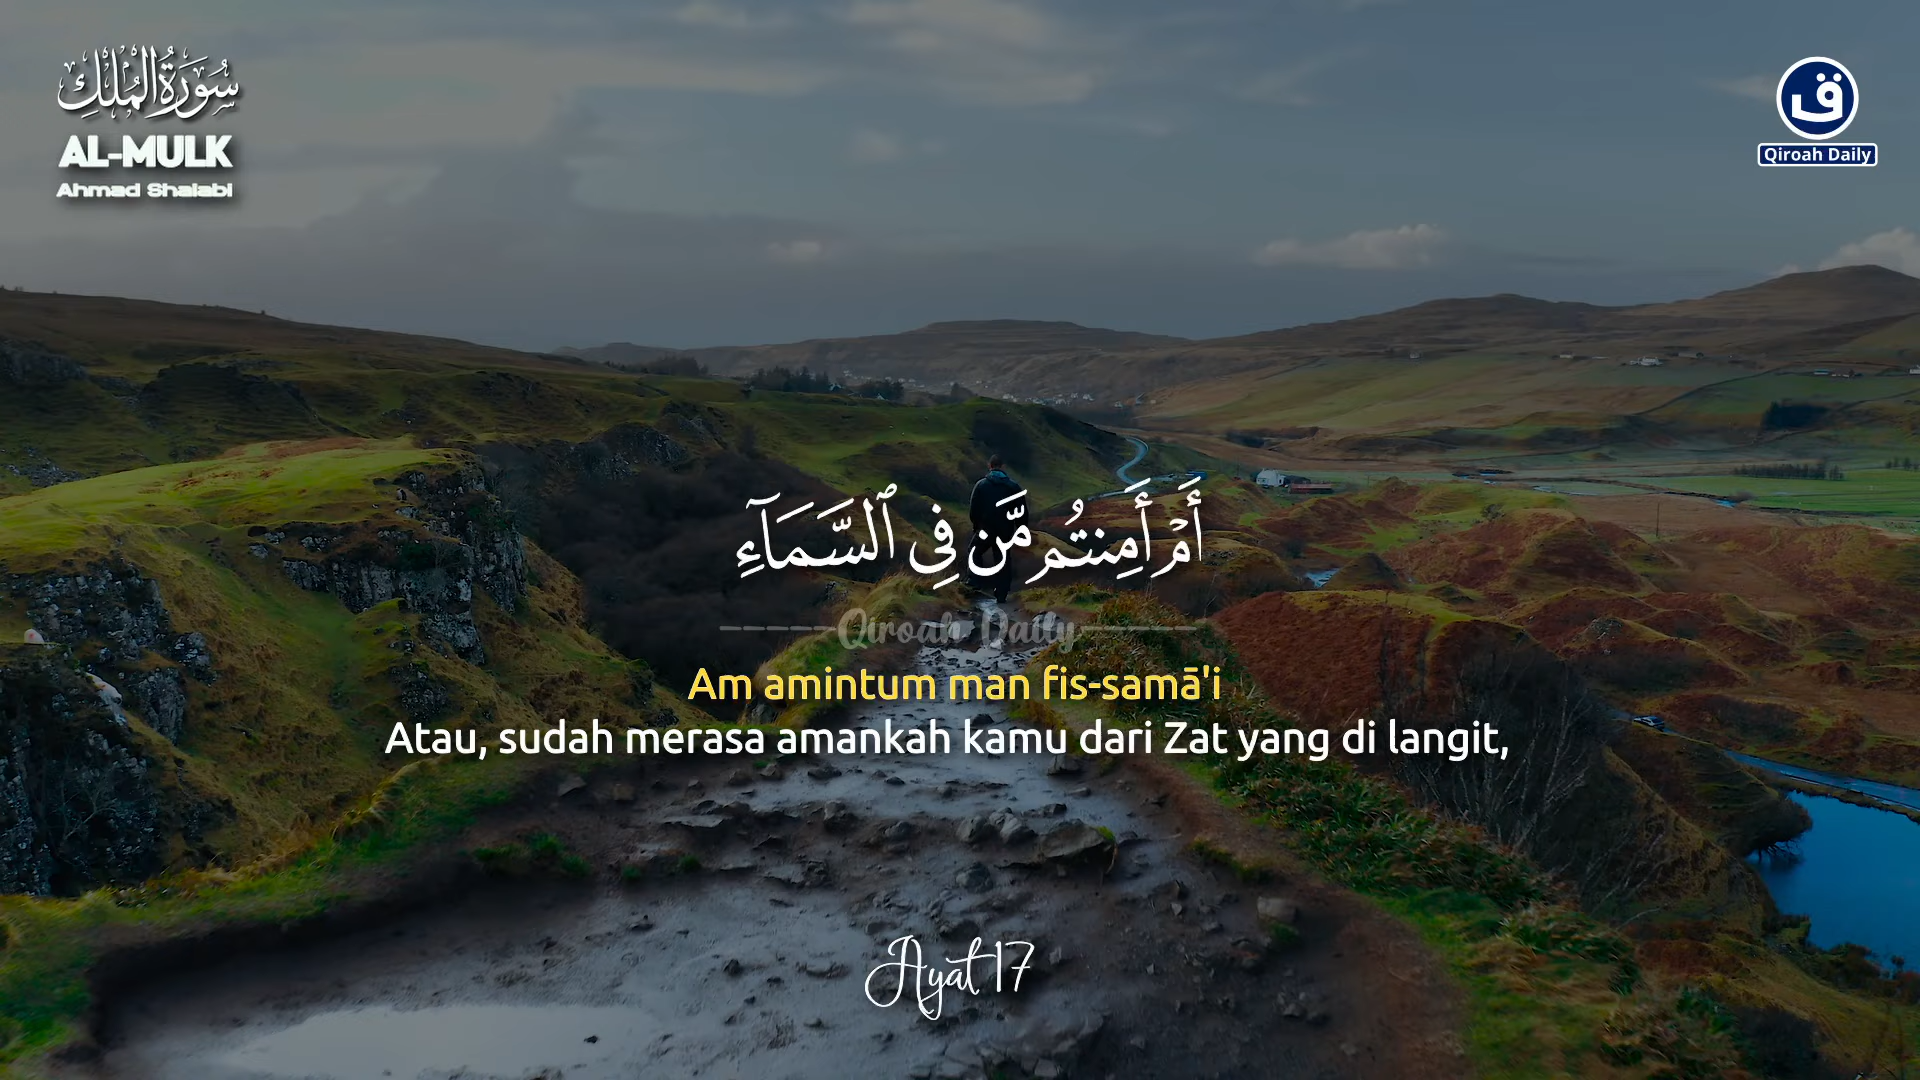 سُورَةُ المُلْكِ
AL-MULK
Ahmad Shalabi
ق
Qiroah Daily
أَمْ أَمِنتُم مَّن فِى ٱلسَّمَآءِ
Qiroah Daily
Am amintum man fis-samā'i
Atau, sudah merasa amankah kamu dari Zat yang di langit,
Ayat 17